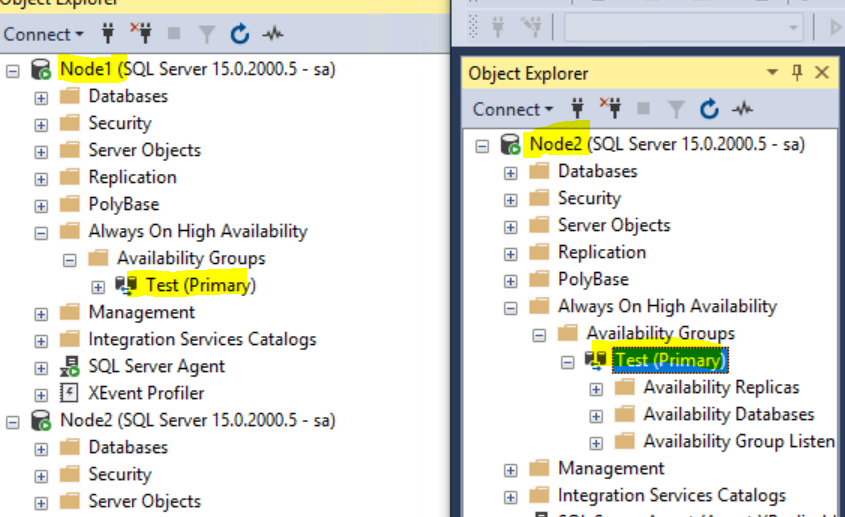 Object Explorer
Connect
Node1 (SQL Server 15.0.2000.5 - sa)
Databases
Security
Server Objects
Replication
PolyBase
Always On High Availability
Availability Groups
Test (Primary)
Management
Integration Services Catalogs
SQL Server Agent
XEvent Profiler
Node2 (SQL Server 15.0.2000.5 - sa)
Databases
Security
Server Objects
Object Explorer
Connect
Node2 (SQL Server 15.0.2000.5 - sa)
Databases
Security
Server Objects
Replication
PolyBase
Always On High Availability
Availability Groups
Test (Primary)
Availability Replicas
Availability Databases
Availability Group Listen
Management
Integration Services Catalogs